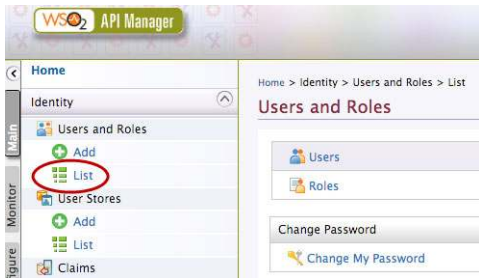 WSO2 API Manager
Home
Identity
Users and Roles
Add
List
User Stores
Add
List
Claims
Main
Monitor
figure
Home > Identity > Users and Roles > List
Users and Roles
Users
Roles
Change Password
Change My Password